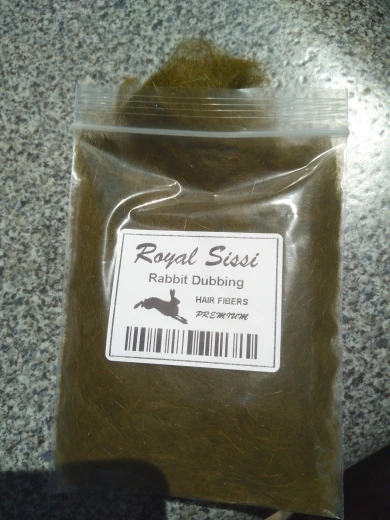 Royal Sissi
Rabbit Dubbing
HAIR FIBERS
PREMIUM